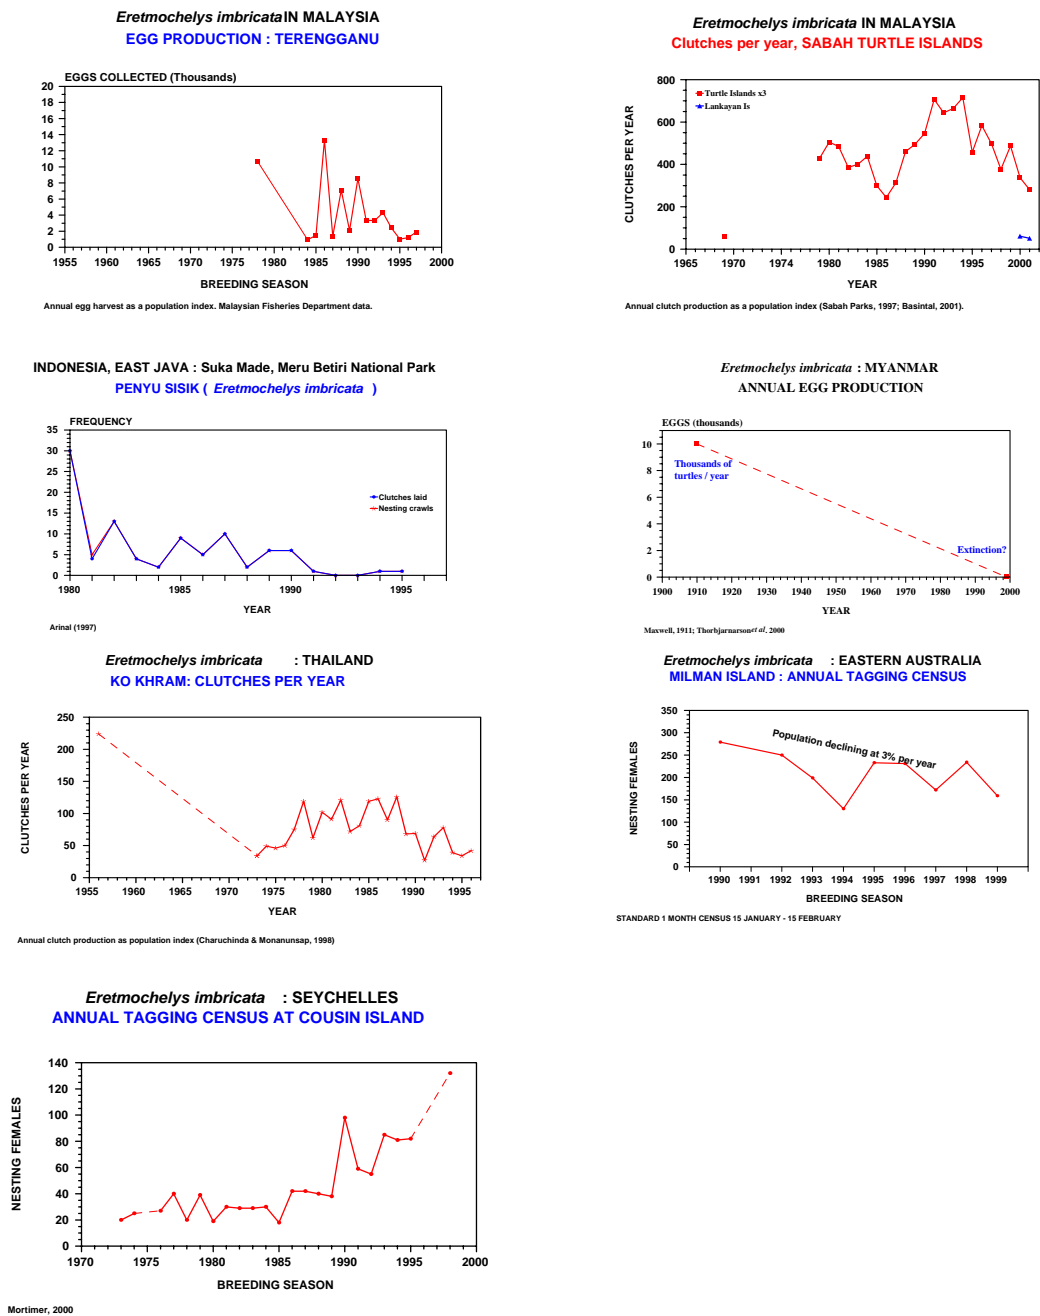 Eretmochelys imbricata IN MALAYSIA
EGG PRODUCTION : TERENGGANU
EGGS COLLECTED (Thousands)
20
18
16
14
12
10
8
6
4
2
0
1955 1960 1965 1970 1975 1980 1985 1990 1995 2000
BREEDING SEASON
Annual egg harvest as a population index. Malaysian Fisheries Department data.
Eretmochelys imbricata IN MALAYSIA
Clutches per year, SABAH TURTLE ISLANDS
CLUTCHES PER YEAR
800
600
400
200
0
Turtle Islands x3
Lankayan Is
1965 1970 1974 1980 1985 1990 1995 2000
YEAR
Annual clutch production as a population index (Sabah Parks, 1997; Basintal, 2001).
INDONESIA, EAST JAVA : Suka Made, Meru Betiri National Park
PENYU SISIK ( Eretmochelys imbricata )
FREQUENCY
35
30
25
20
15
10
5
0
Clutches laid
Nesting crawls
1980 1985 1990 1995
YEAR
Arinal (1997)
Eretmochelys imbricata : MYANMAR
ANNUAL EGG PRODUCTION
EGGS (thousands)
10
8
6
4
2
0
Thousands of
turtles / year
Extinction?
1900 1910 1920 1930 1940 1950 1960 1970 1980 1990 2000
YEAR
Maxwell, 1911; Thorbjarnarson et al. 2000
Eretmochelys imbricata : THAILAND
KO KHRAM: CLUTCHES PER YEAR
CLUTCHES PER YEAR
250
200
150
100
50
0
1955 1960 1965 1970 1975 1980 1985 1990 1995
YEAR
Annual clutch production as population index (Charuchinda & Monanunsap, 1998)
Eretmochelys imbricata : EASTERN AUSTRALIA
MILMAN ISLAND : ANNUAL TAGGING CENSUS
NESTING FEMALES
350
300
250
200
150
100
50
0
Population declining at 3% per year
1990 1991 1992 1993 1994 1995 1996 1997 1998 1999
BREEDING SEASON
STANDARD 1 MONTH CENSUS 15 JANUARY - 15 FEBRUARY
Eretmochelys imbricata : SEYCHELLES
ANNUAL TAGGING CENSUS AT COUSIN ISLAND
NESTING FEMALES
140
120
100
80
60
40
20
0
1970 1975 1980 1985 1990 1995 2000
BREEDING SEASON
Mortimer, 2000